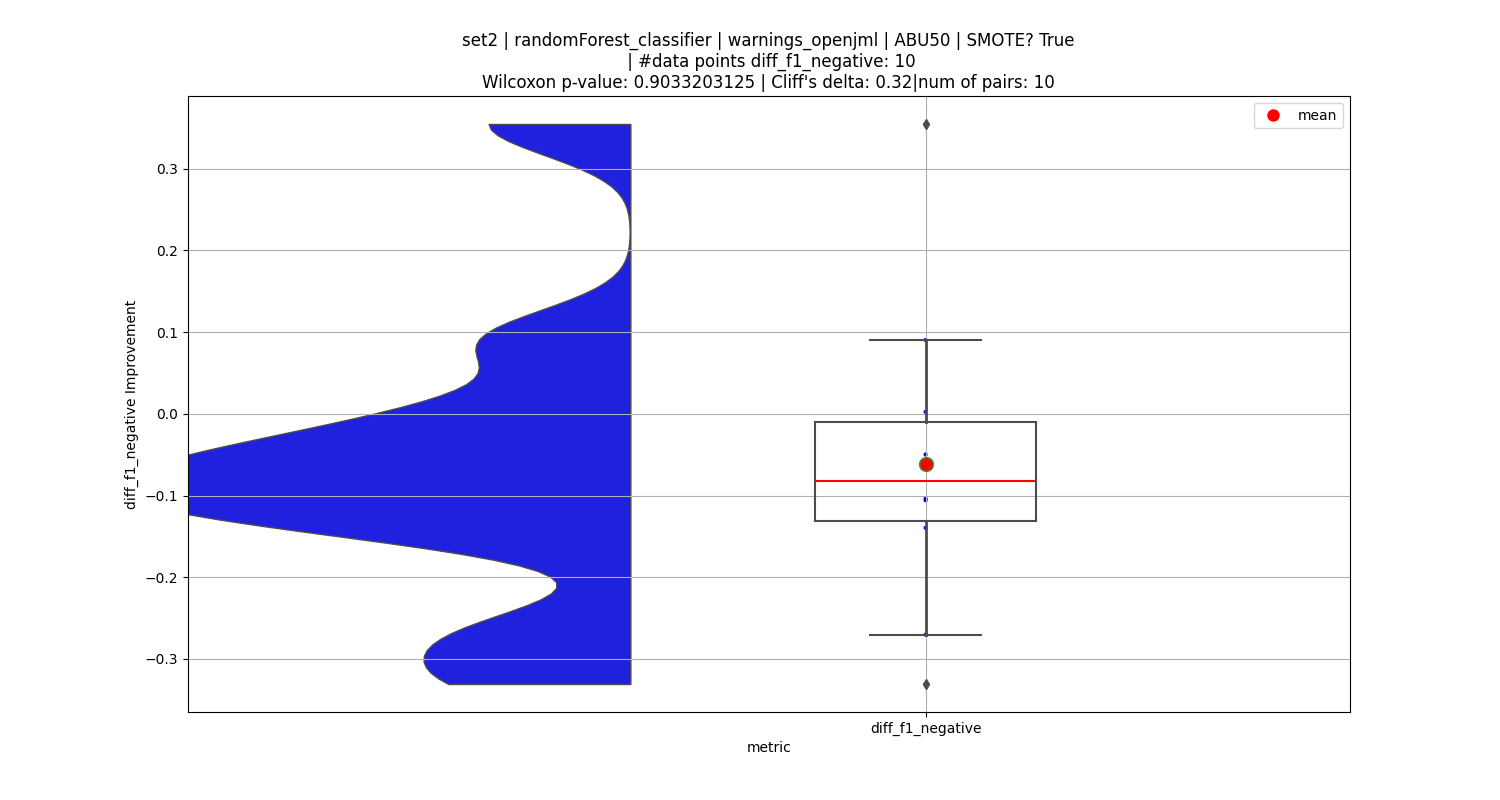 set2 | randomForest_classifier | warnings_openjml | ABU50 | SMOTE? True
| #data points diff_f1_negative: 10
Wilcoxon p-value: 0.9033203125 | Cliff's delta: 0.32|num of pairs: 10
mean
0.3
0.2
0.1
0.0
−0.1
−0.2
−0.3
diff_f1_negative Improvement
diff_f1_negative
metric